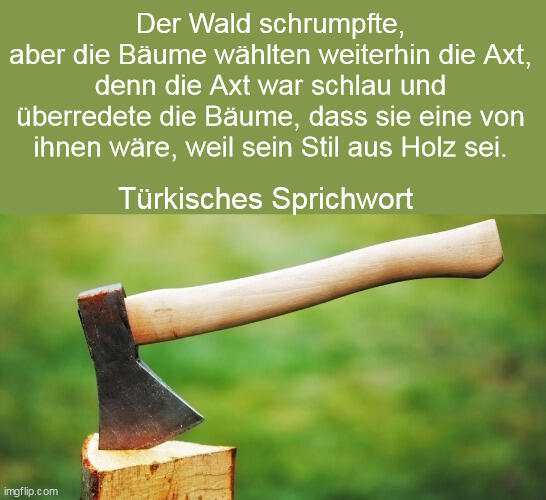 Der Wald schrumpfte,
aber die Bäume wählten weiterhin die Axt,
denn die Axt war schlau und
überredete die Bäume, dass sie eine von
ihnen wäre, weil sein Stil aus Holz sei.
Türkisches Sprichwort
imgflip.com